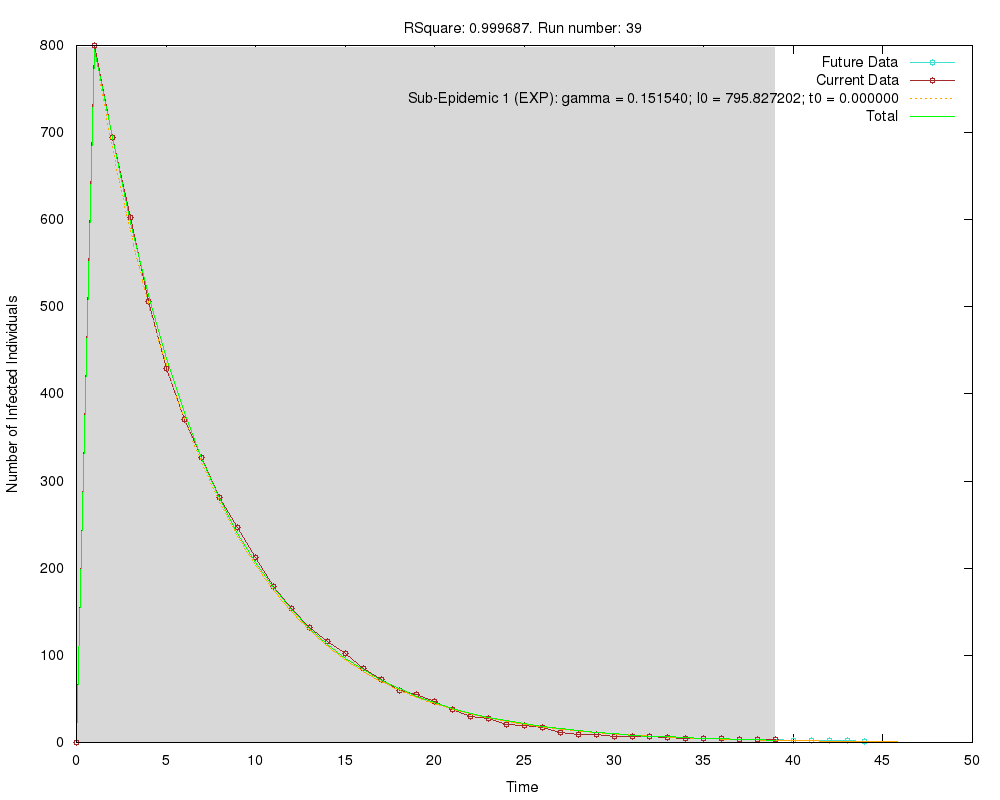 RSquare: 0.999687. Run number: 39
Future Data
Current Data
Sub-Epidemic 1 (EXP): gamma = 0.151540; I0 = 795.827202; t0 = 0.000000
Total
Number of Infected Individuals
800
700
600
500
400
300
200
100
0
0 5 10 15 20 25 30 35 40 45 50
Time